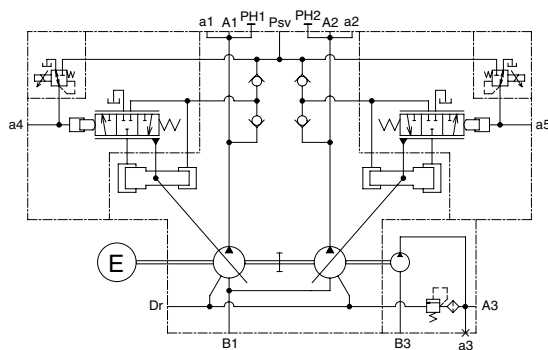 a1 A1 PH1 Psv PH2 A2 a2
a4 a5
E
Dr A3
B1 B3 a3